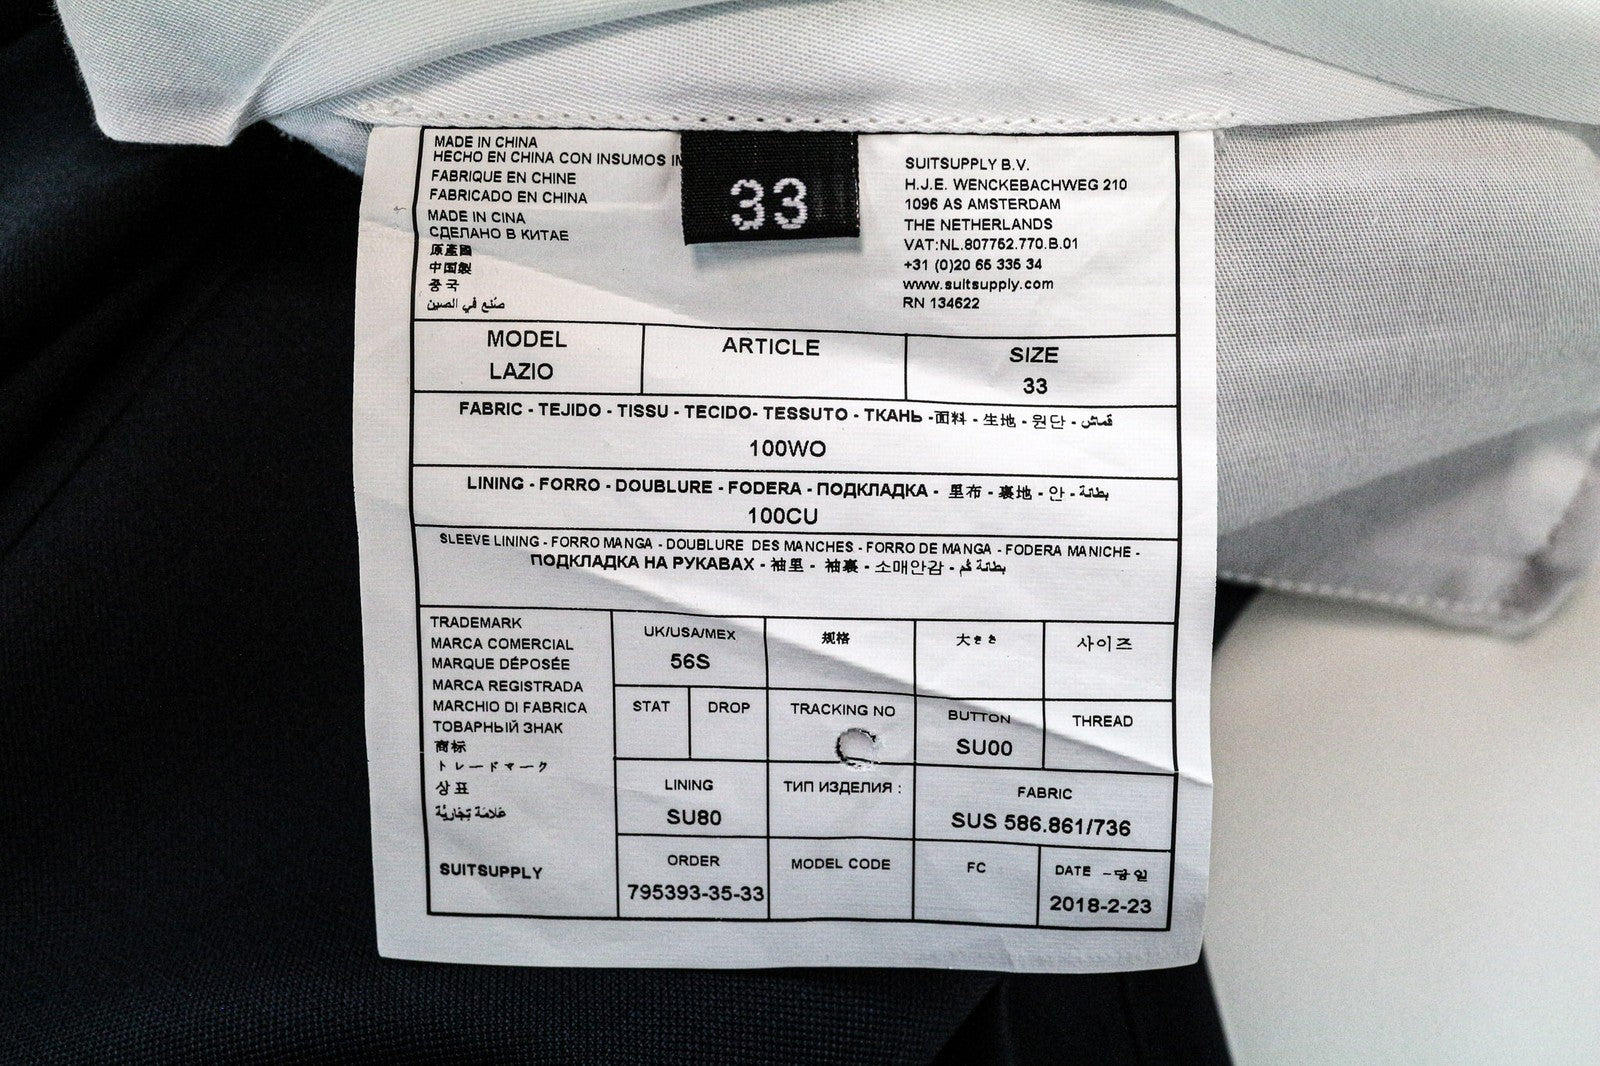 MADE IN CHINA
HECHO EN CHINA CON INSUMOS
FABRIQUE EN CHINE
FABRICADO EN CHINA
MADE IN CINA
СДЕЛАНО В КИТАЕ
原產國
中国製
중국
صنع في الصين
33
SUITSUPPLY B.V.
H.J.E. WENCKEBACHWEG 210
1096 AS AMSTERDAM
THE NETHERLANDS
VAT:NL.807752.770.B.01
+31 (0)20 65 335 34
www.suitsupply.com
RN 134622
MODEL
LAZIO
ARTICLE
SIZE
33
FABRIC - TEJIDO - TISSU - TECIDO- TESSUTO - ТКАНЬ -面料 - 生地 - 원단 - قماش
100WO
LINING - FORRO - DOUBLURE - FODERA - ПОДКЛАДКА - 里布 - 裏地 - 안 - بطانة
100CU
SLEEVE LINING - FORRO MANGA - DOUBLURE DES MANCHES - FORRO DE MANGA - FODERA MANICHE -
ПОДКЛАДКА НА РУКАВАХ - 袖里 - 袖裏 - 소매안감 - بطانة كم
TRADEMARK
MARCA COMERCIAL
MARQUE DÉPOSÉE
MARCA REGISTRADA
MARCHIO DI FABRICA
ТОВАРНЫЙ ЗНАК
商标
トレードマーク
상표
عَلامَة تِجَاريَّة
SUITSUPPLY
UK/USA/MEX
56S
规格
大きさ
사이즈
STAT
DROP
TRACKING NO
BUTTON
SU00
THREAD
LINING
SU80
ТИП ИЗДЕЛИЯ :
FABRIC
SUS 586.861/736
ORDER
795393-35-33
MODEL CODE
FC
DATE -당일
2018-2-23